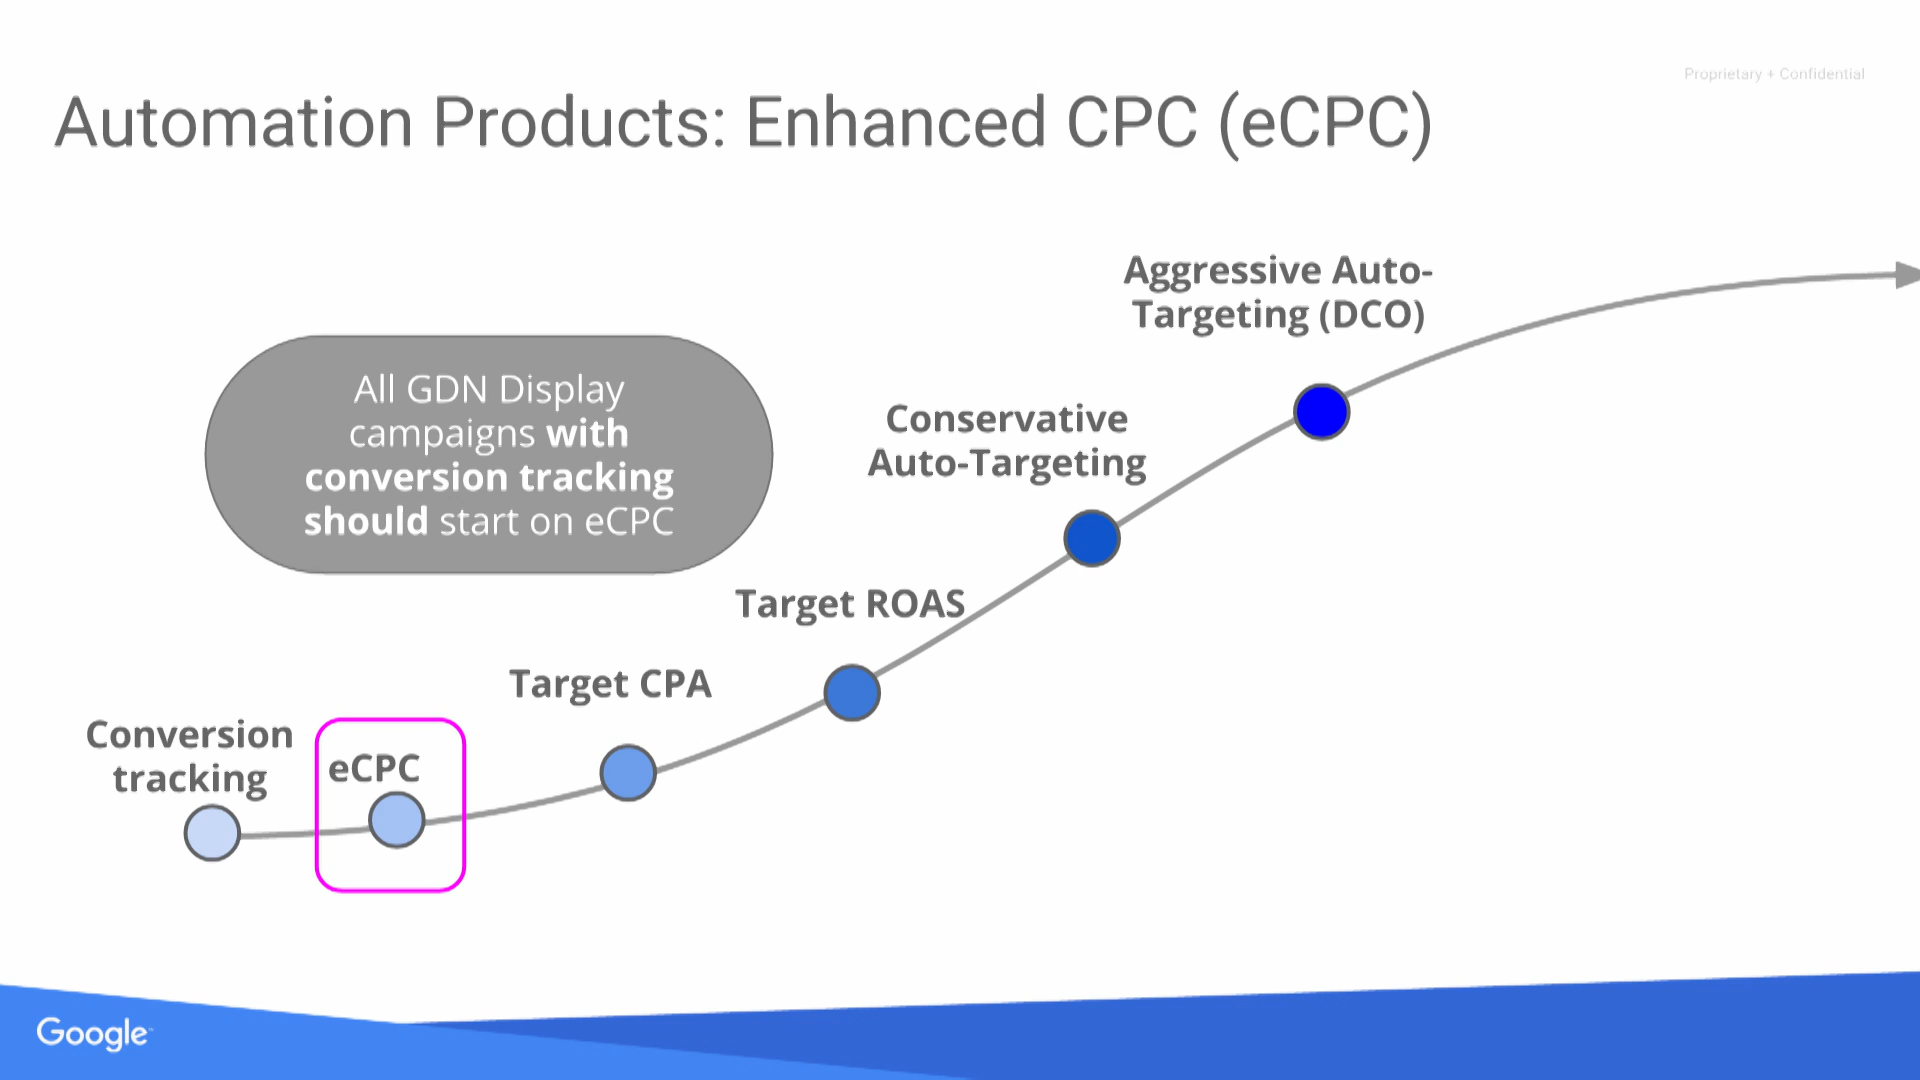 Proprietary + Confidential
Automation Products: Enhanced CPC (eCPC)
Aggressive Auto-
Targeting (DCO)
All GDN Display
campaigns with
conversion tracking
should start on eCPC
Conservative
Auto-Targeting
Target ROAS
Target CPA
Conversion
tracking
eCPC
Google